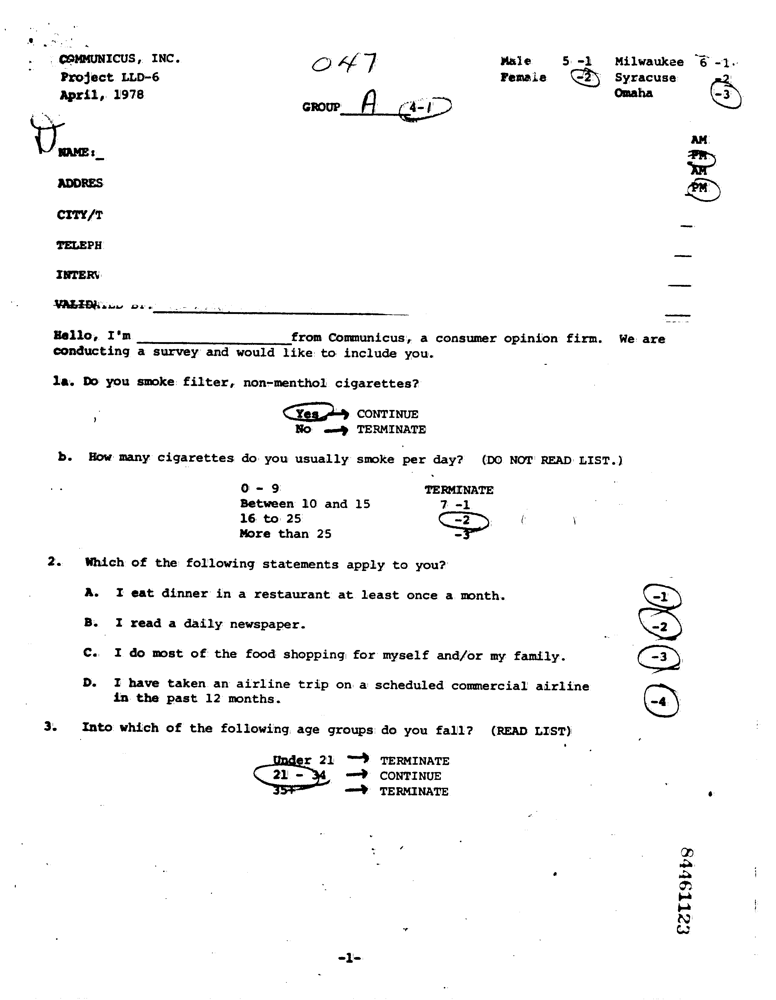 COMMUNICUS, INC.
Project LLD-6
April, 1978
047
GROUP A (4-1)
Male 5 -1 Milwaukee 6 -1
Female -2 Syracuse -2
Omaha -3
NAME:
AM
PM
ADDRES
AM
PM
CITY/T
TELEPH
INTERV
Hello, I'm ____________ from Communicus, a consumer opinion firm. We are
conducting a survey and would like to include you.
1a. Do you smoke filter, non-menthol cigarettes?
Yes → CONTINUE
No → TERMINATE
b. How many cigarettes do you usually smoke per day? (DO NOT READ LIST.)
0 - 9 TERMINATE
Between 10 and 15 7 -1
16 to 25 -2
More than 25 -3
2. Which of the following statements apply to you?
A. I eat dinner in a restaurant at least once a month. -1
B. I read a daily newspaper. -2
C. I do most of the food shopping for myself and/or my family. -3
D. I have taken an airline trip on a scheduled commercial airline
in the past 12 months. -4
3. Into which of the following age groups do you fall? (READ LIST)
Under 21 → TERMINATE
21 - 34 → CONTINUE
35+ → TERMINATE
84461123
-1-